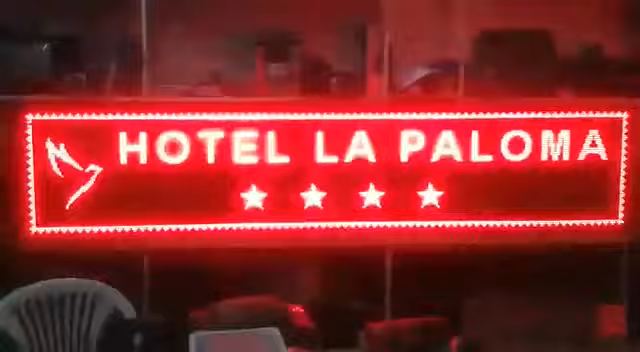 HOTEL LA PALOMA
★ ★ ★ ★